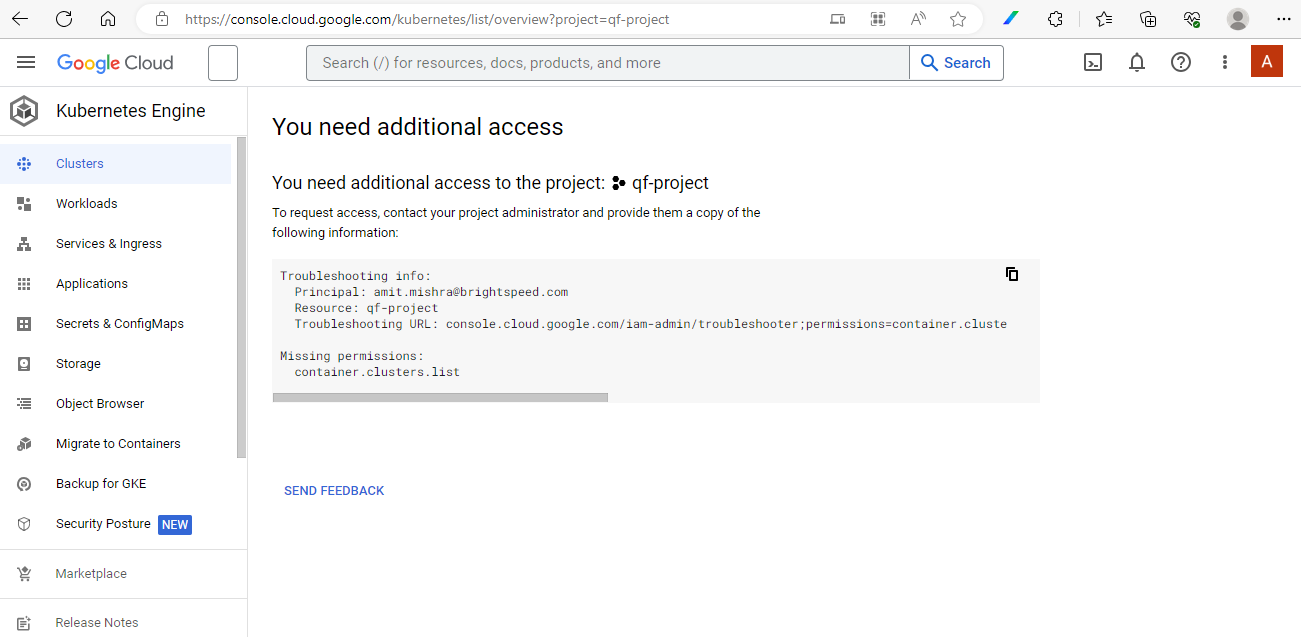 https://console.cloud.google.com/kubernetes/list/overview?project=qf-project
Google Cloud
Search (/) for resources, docs, products, and more
Search
A
Kubernetes Engine
Clusters
Workloads
Services & Ingress
Applications
Secrets & ConfigMaps
Storage
Object Browser
Migrate to Containers
Backup for GKE
Security Posture NEW
Marketplace
Release Notes
You need additional access
You need additional access to the project: qf-project
To request access, contact your project administrator and provide them a copy of the
following information:
Troubleshooting info:
Principal: amit.mishra@brightspeed.com
Resource: qf-project
Troubleshooting URL: console.cloud.google.com/iam-admin/troubleshooter;permissions=container.cluste
Missing permissions:
container.clusters.list
SEND FEEDBACK